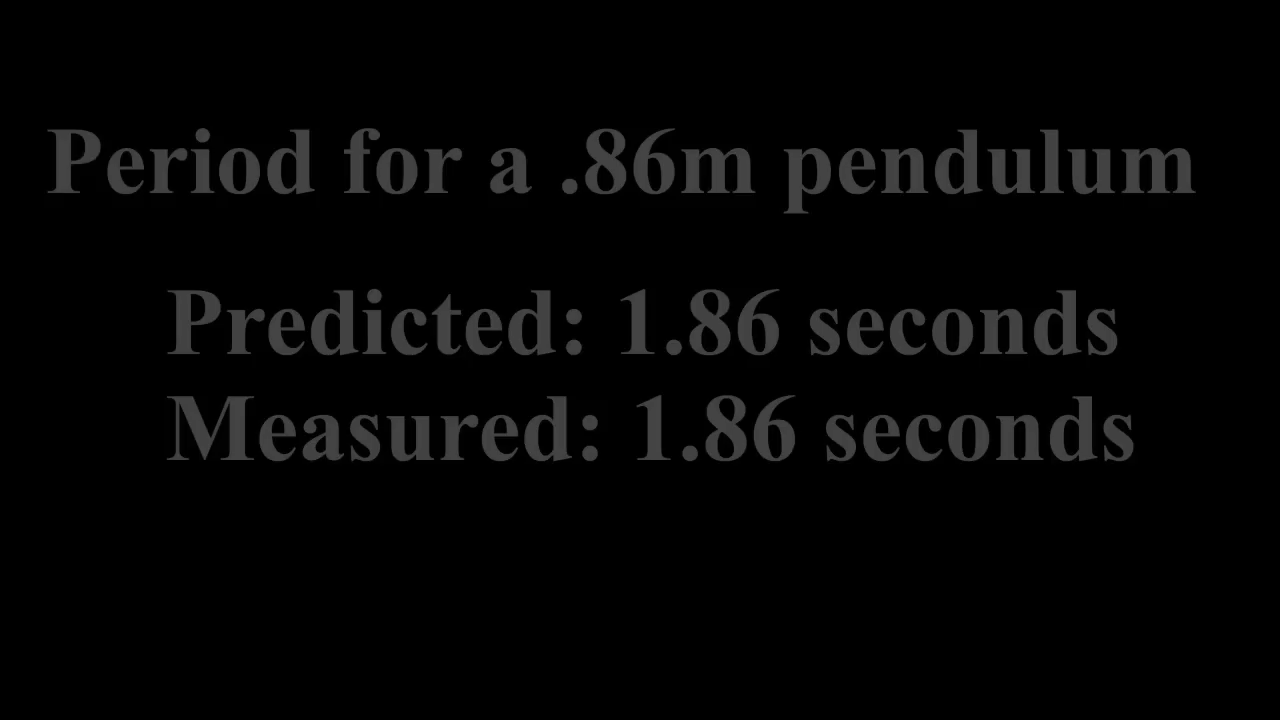 Period for a .86m pendulum
Predicted: 1.86 seconds
Measured: 1.86 seconds